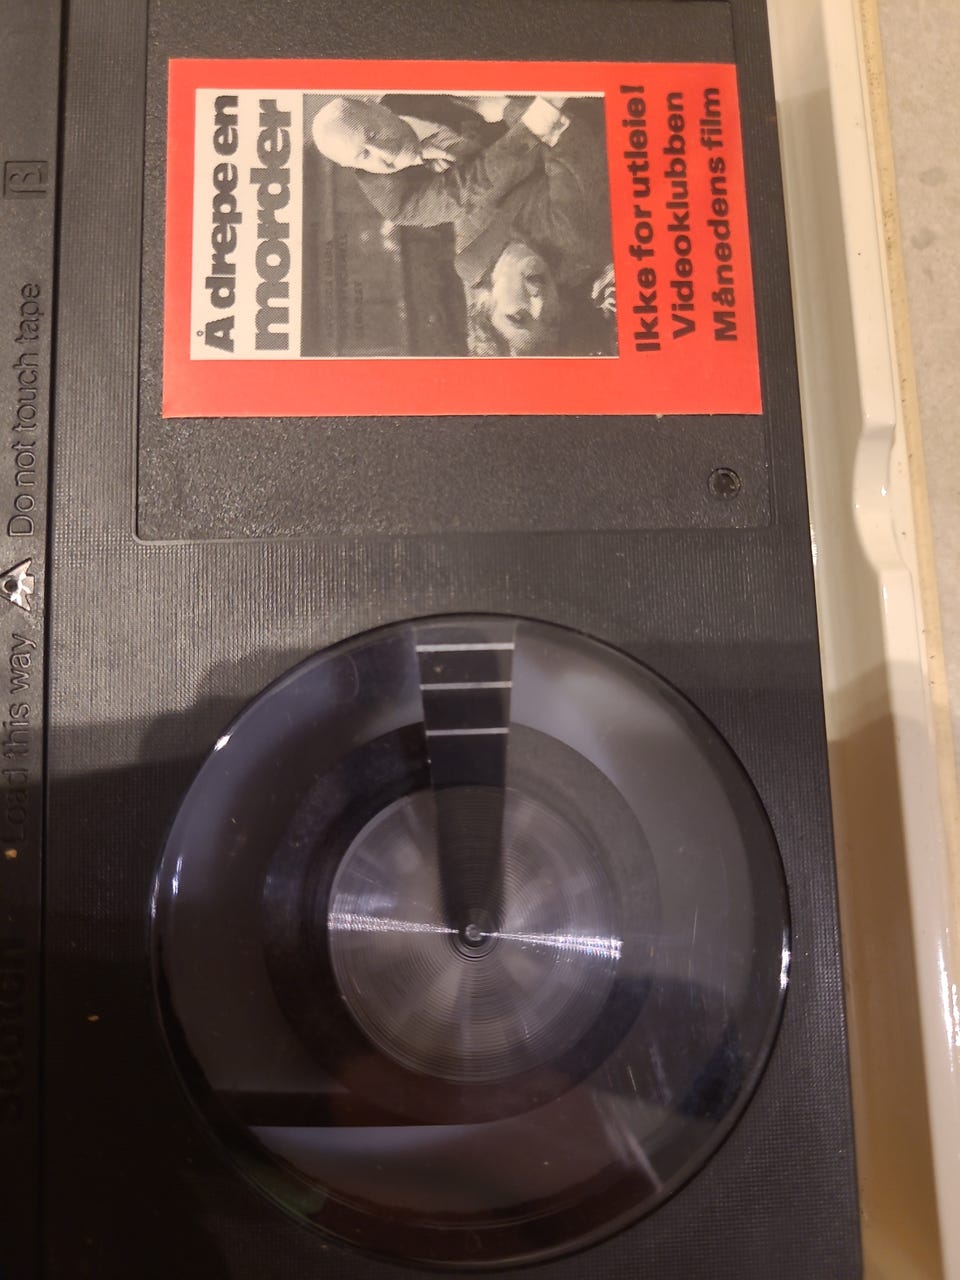 Å drepe en
morder
Ikke for utleie!
Videoklubben
Månedens film
Load this way
Do not touch tape
β